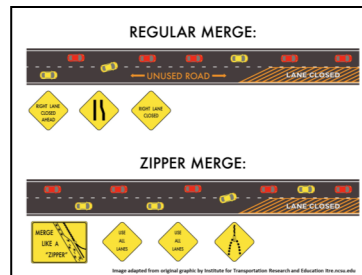 REGULAR MERGE:
UNUSED ROAD
LANE CLOSED
RIGHT LANE
CLOSED
AHEAD
RIGHT LANE
CLOSED
ZIPPER MERGE:
LANE CLOSED
MERGE
LIKE A
"ZIPPER"
USE
ALL
LANES
USE
ALL
LANES
Image adapted from original graphic by Institute for Transportation Research and Education itre.ncsu.edu